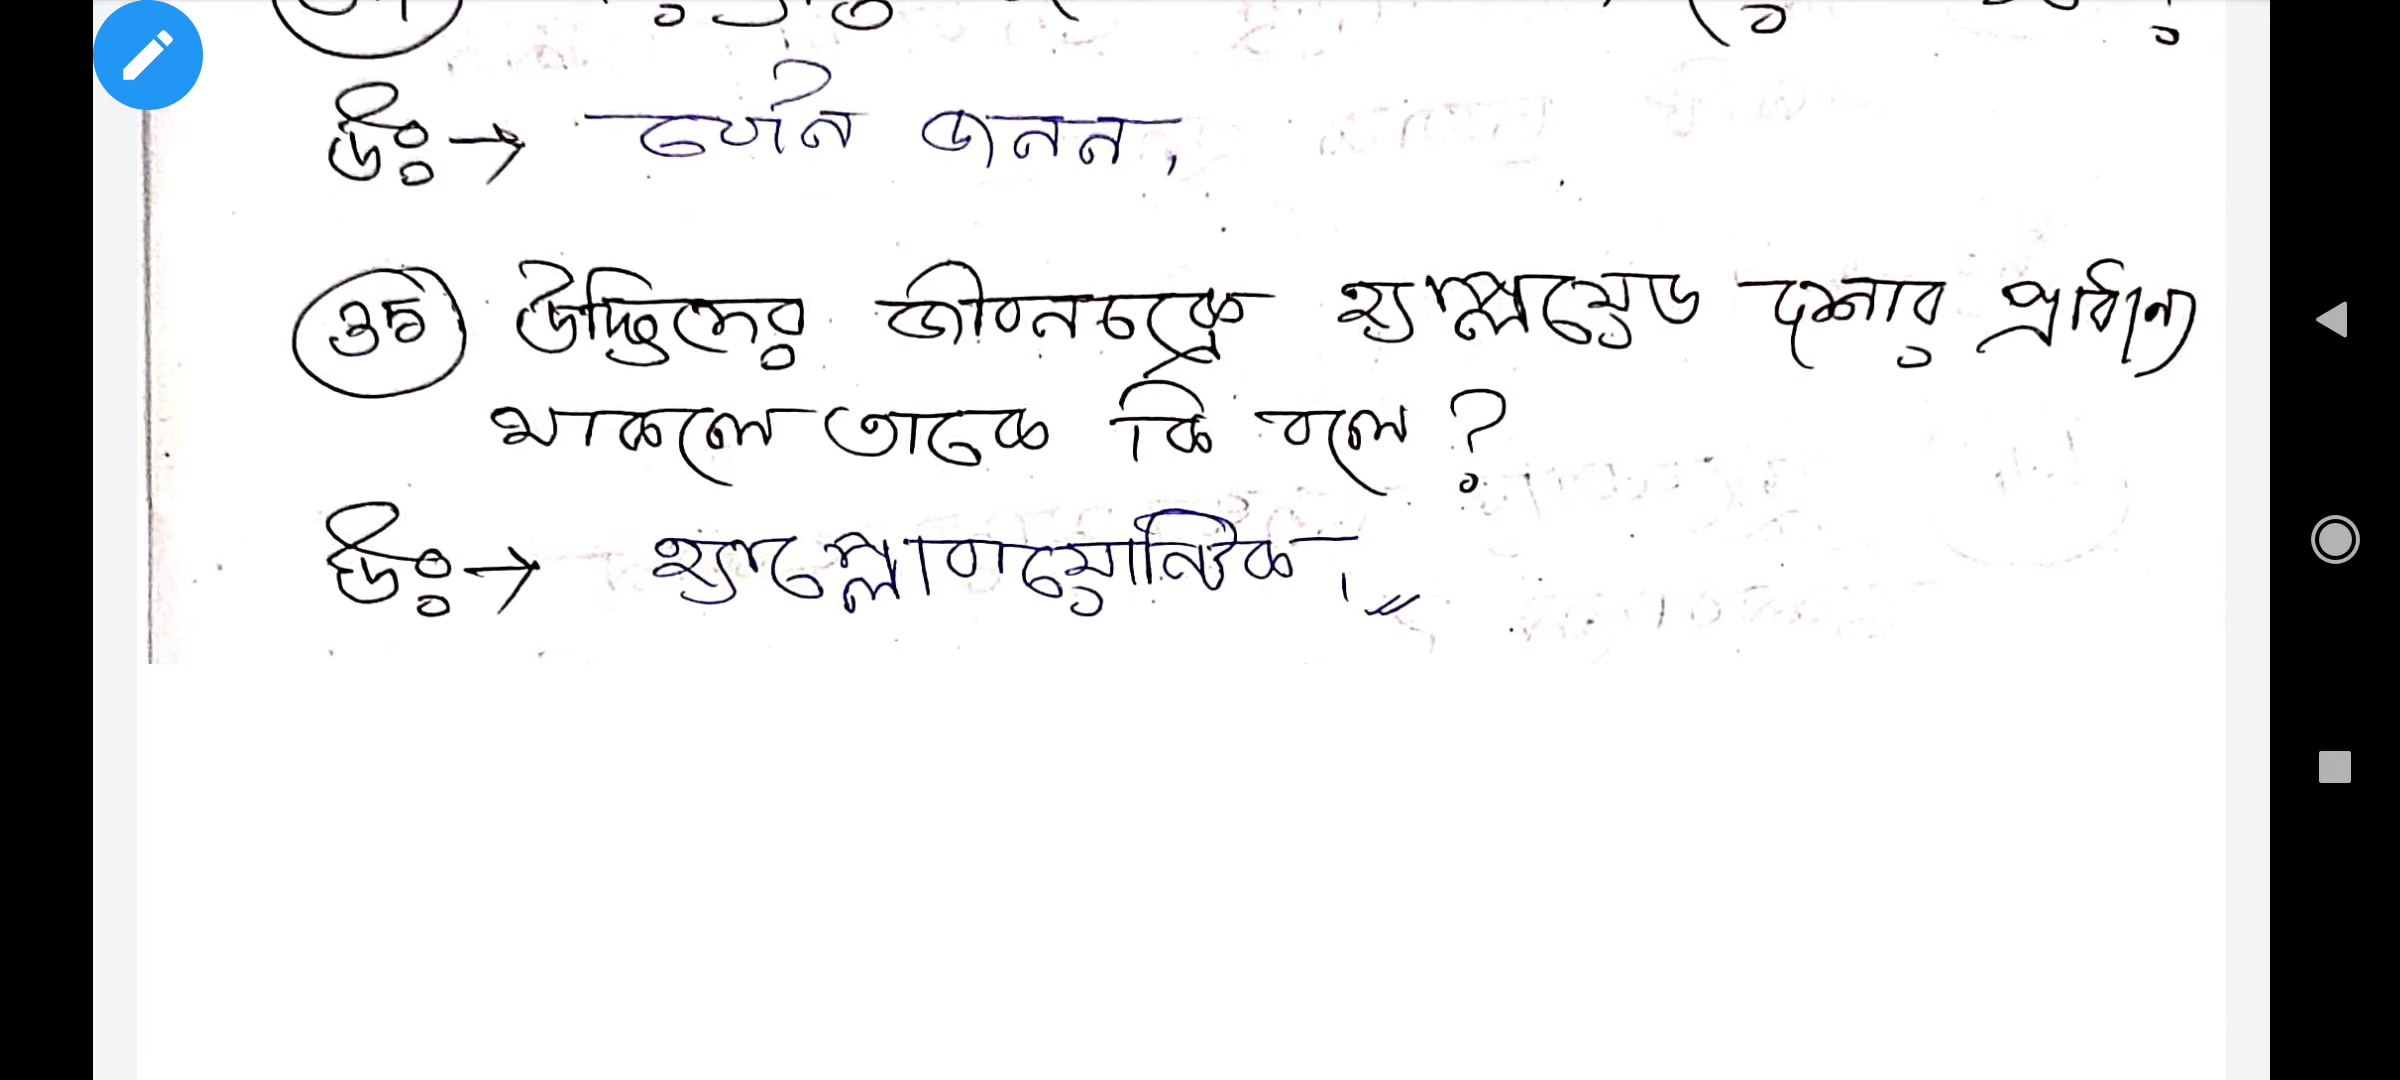 উঃ→ যৌন জনন,
৩৮ উদ্ভিদের জীবনচক্রে হ্যাপ্লয়েড দশার প্রাধান্য
থাকলে তাকে কি বলে?
উঃ→ হ্যাপ্লোবায়োন্টিক।